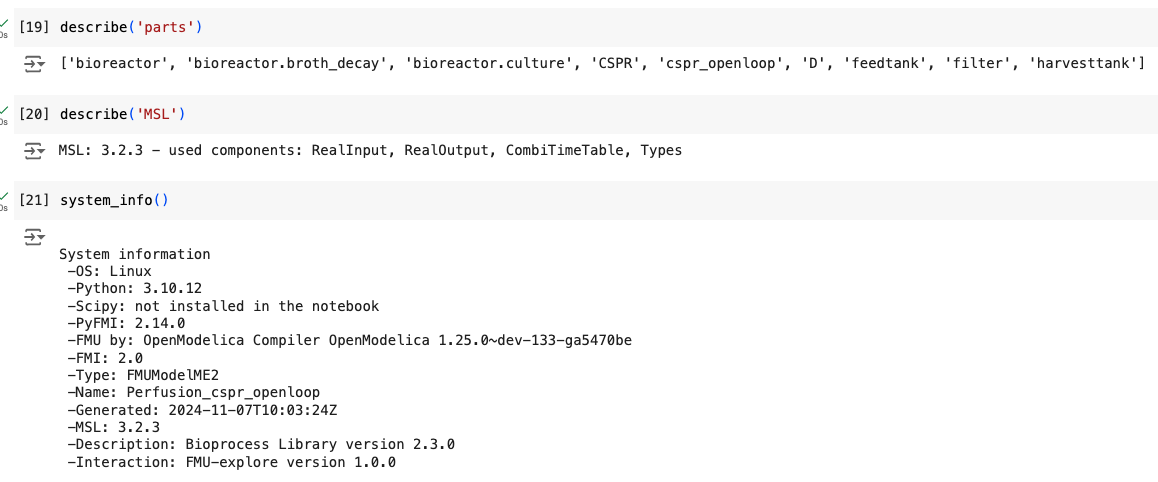 [19] describe('parts')
0s
['bioreactor', 'bioreactor.broth_decay', 'bioreactor.culture', 'CSPR', 'cspr_openloop', 'D', 'feedtank', 'filter', 'harvesttank']
[20] describe('MSL')
0s
MSL: 3.2.3 – used components: RealInput, RealOutput, CombiTimeTable, Types
[21] system_info()
0s
System information
–OS: Linux
–Python: 3.10.12
–Scipy: not installed in the notebook
–PyFMI: 2.14.0
–FMU by: OpenModelica Compiler OpenModelica 1.25.0~dev-133-ga5470be
–FMI: 2.0
–Type: FMUModelME2
–Name: Perfusion_cspr_openloop
–Generated: 2024-11-07T10:03:24Z
–MSL: 3.2.3
–Description: Bioprocess Library version 2.3.0
–Interaction: FMU-explore version 1.0.0